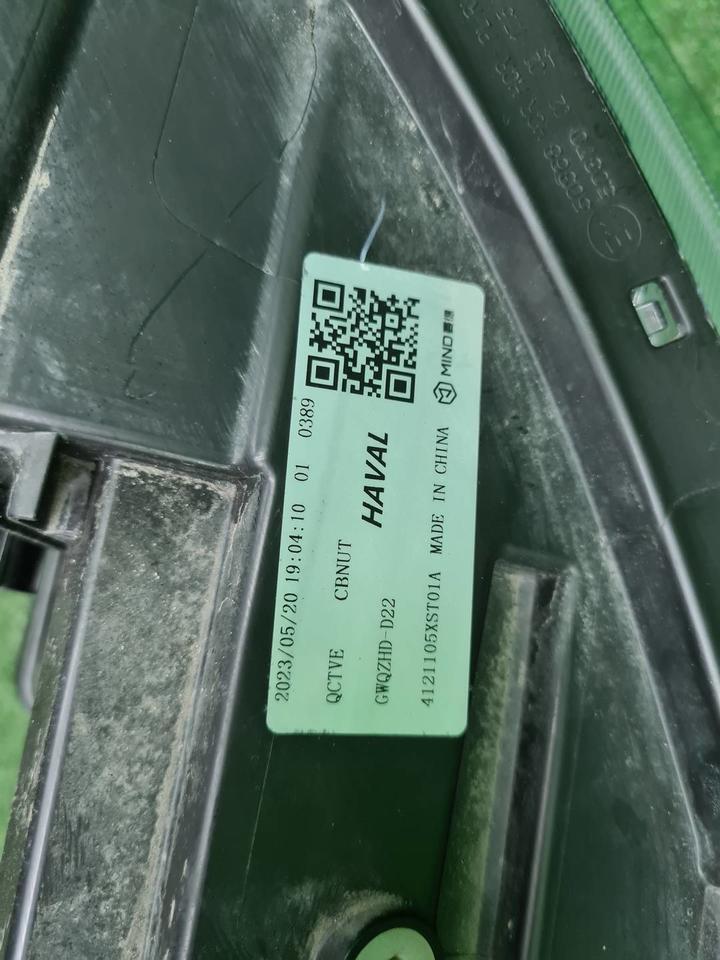 MIND
HAVAL
MADE IN CHINA
2023/05/20 19:04:10 01 0389
QCTVE CBNUT
GWQZHD-D22
4121105XST01A